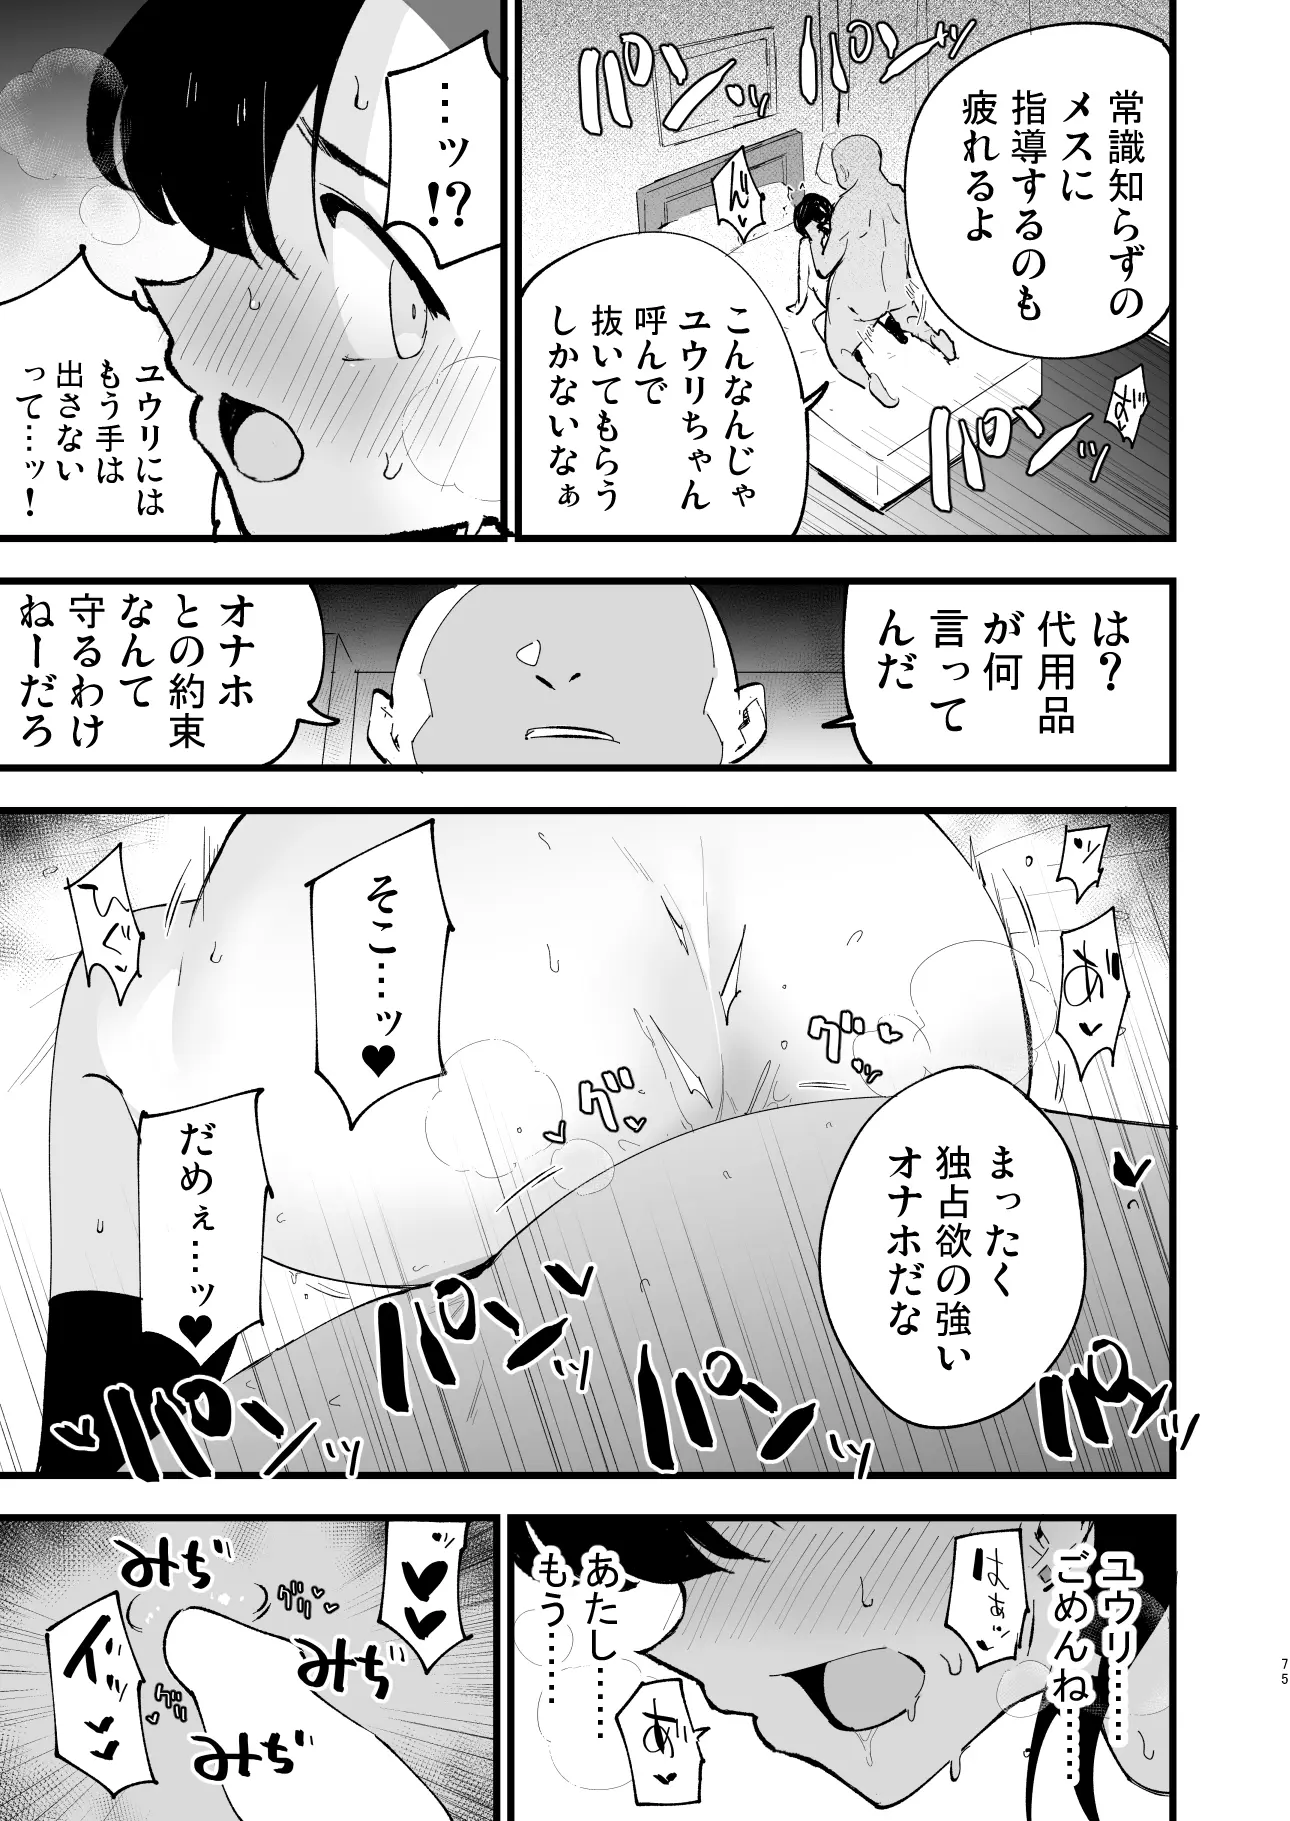 常識知らずの
メスに
指導するのも
疲れるよ
こんなんじゃ
ユウリちゃん
呼んで
抜いてもらう
しかないなぁ
パンッ
パンッ
パンッ
…ッ
!?
ユウリには
もう手は
出さない
って…ッ!
は?
代用品
が何
言って
んだ
オナホ
との約束
なんて
守るわけ
ねーだろ
ッ
あ
そこ…ッ♥
だめぇ…ッ♥
グッ
グッ
まったく
独占欲の強い
オナホだな
パンッ
パンッ
パンッ
パンッ
ユウリ……
ごめんね……
はぁ
あたし……
もう……
あ
みぢ
みぢ
みぢ
グリ
グッ
75